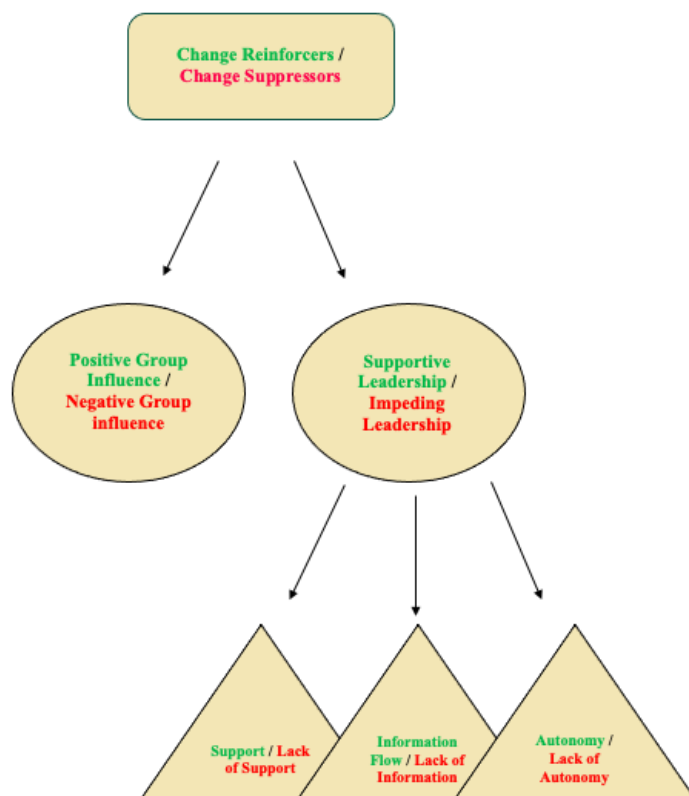 Change Reinforcers /
Change Suppressors
Positive Group
Influence /
Negative Group
influence
Supportive
Leadership /
Impeding
Leadership
Support / Lack
of Support
Information
Flow / Lack of
Information
Autonomy /
Lack of
Autonomy